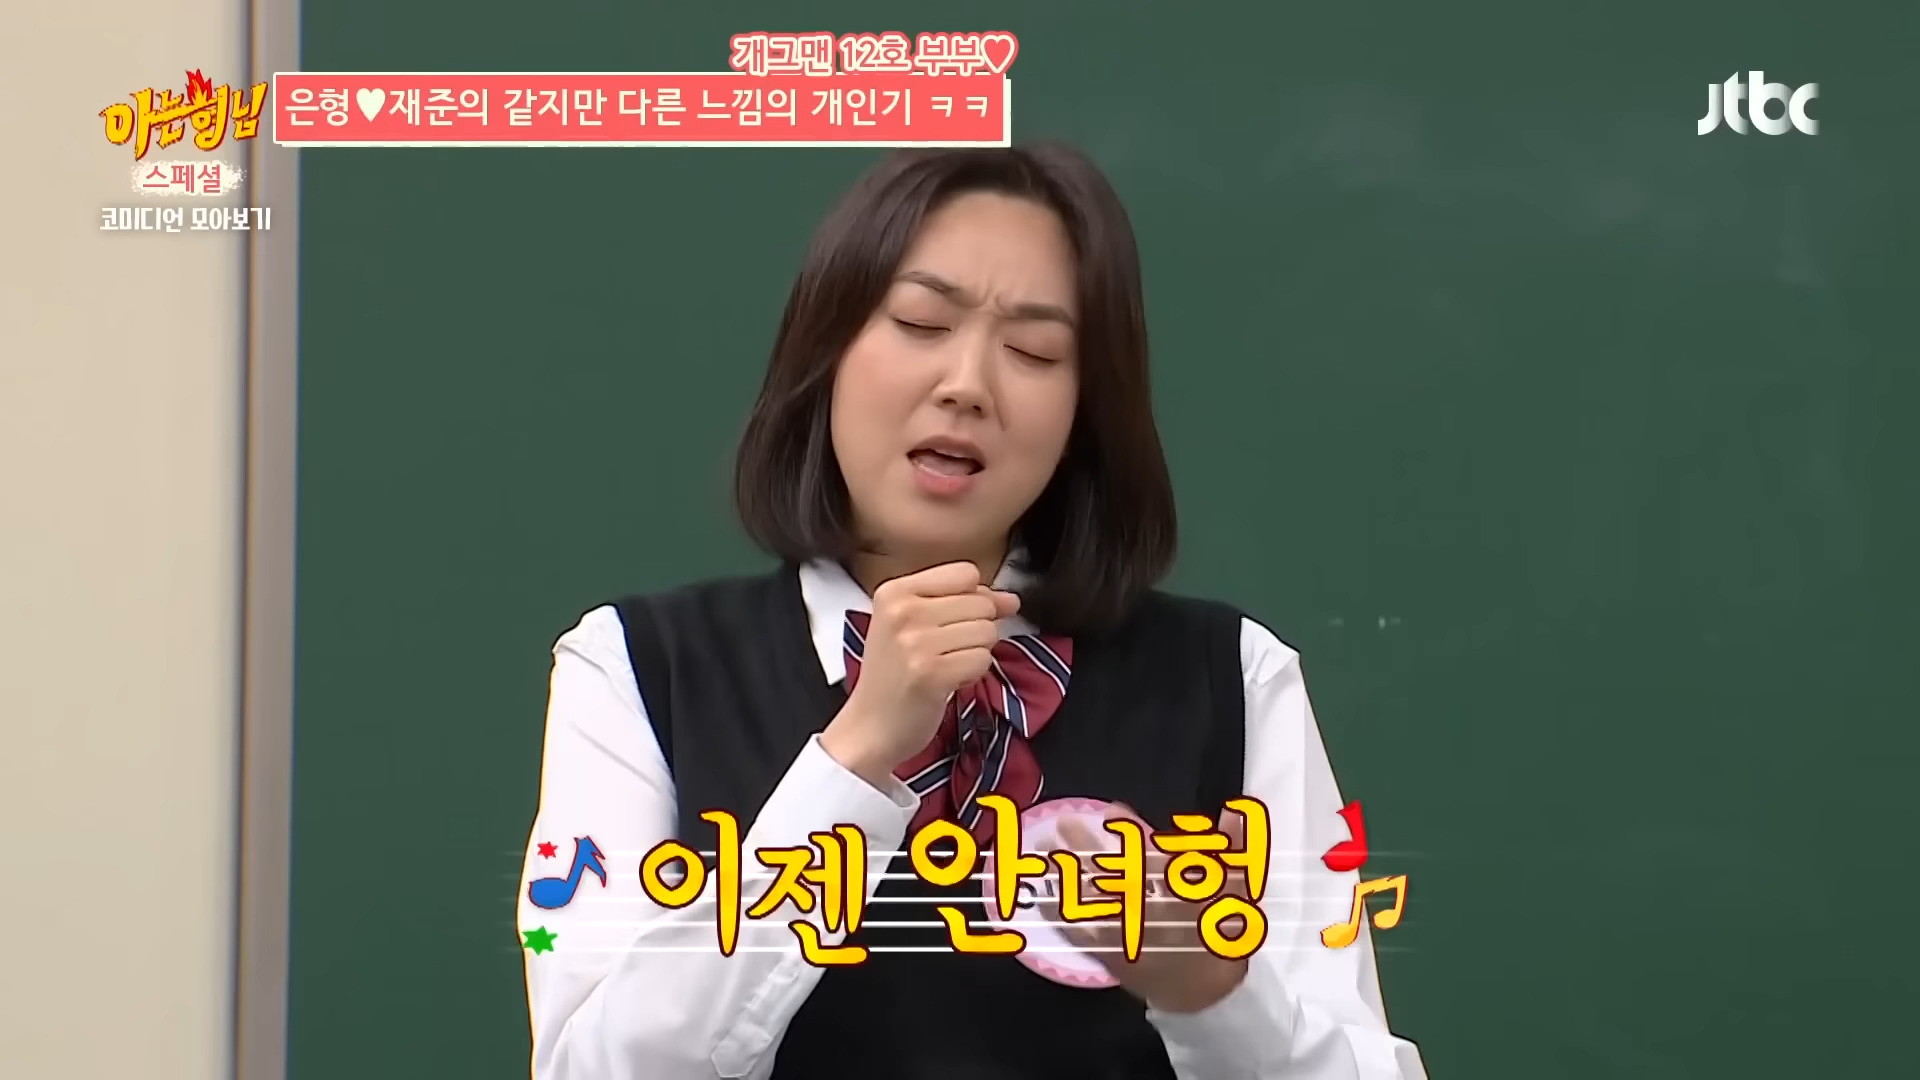 개그맨 12호 부부♡
아는형님
은형♥재준의 같지만 다른 느낌의 개인기 ㅋㅋ
jtbc
스페셜
코미디언 모아보기
이젠 안녀형